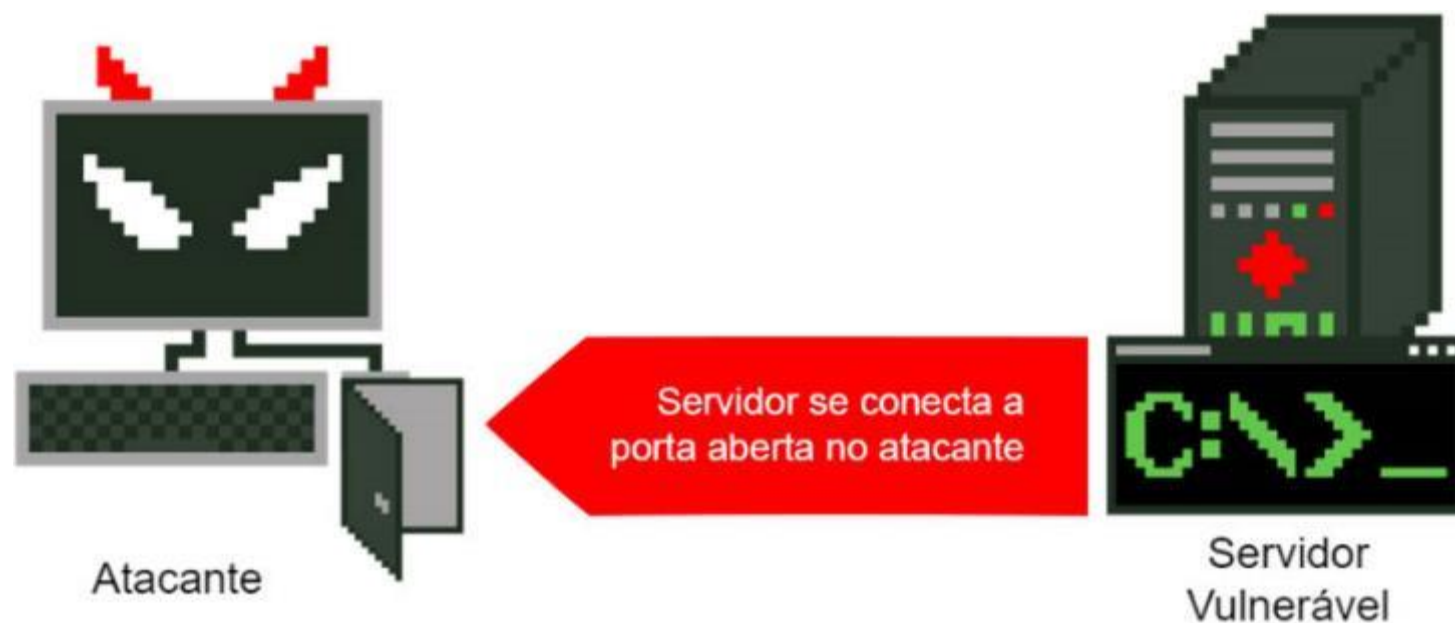 Servidor se conecta a
porta aberta no atacante
C:\>_
Atacante
Servidor
Vulnerável